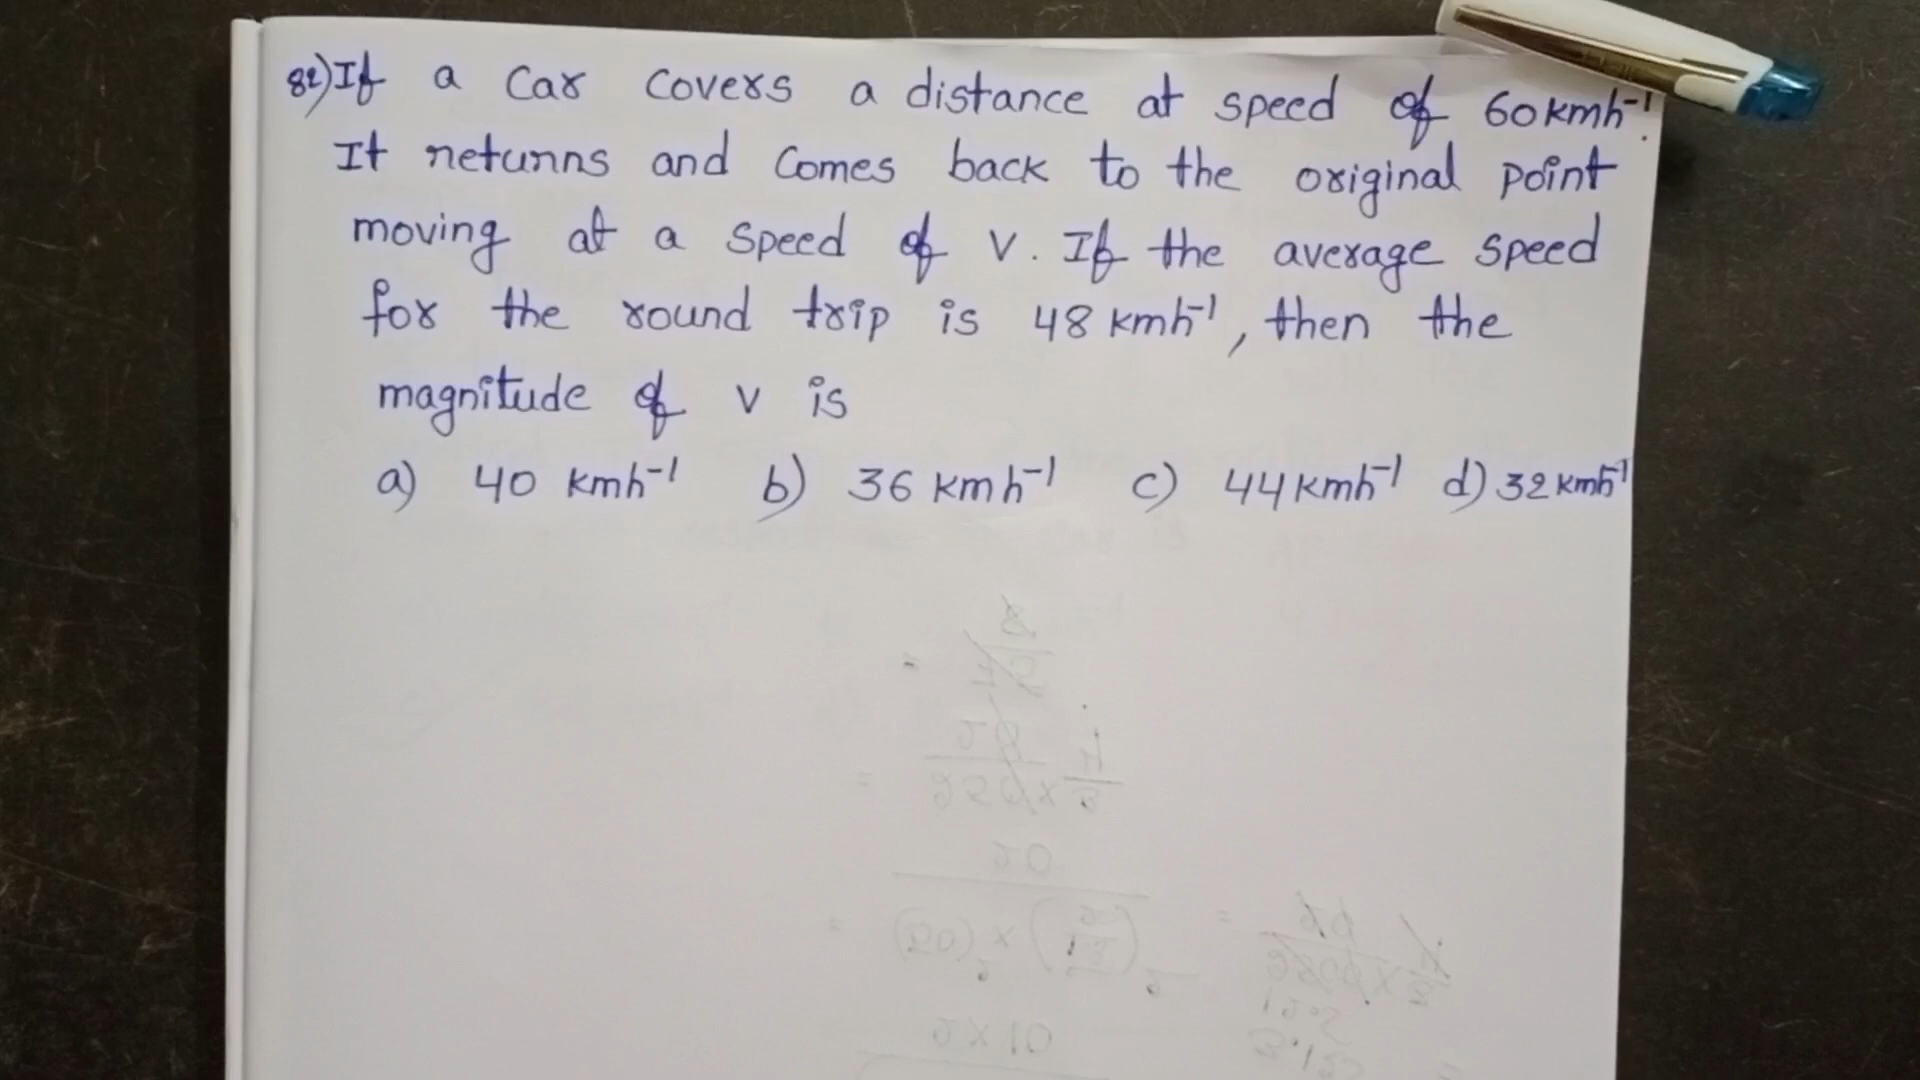 82) If a car covers a distance at speed of 60 kmh⁻¹.
It returns and comes back to the original point
moving at a speed of v. If the average speed
for the round trip is 48 kmh⁻¹, then the
magnitude of v is
a) 40 kmh⁻¹ b) 36 kmh⁻¹ c) 44 kmh⁻¹ d) 32 kmh⁻¹